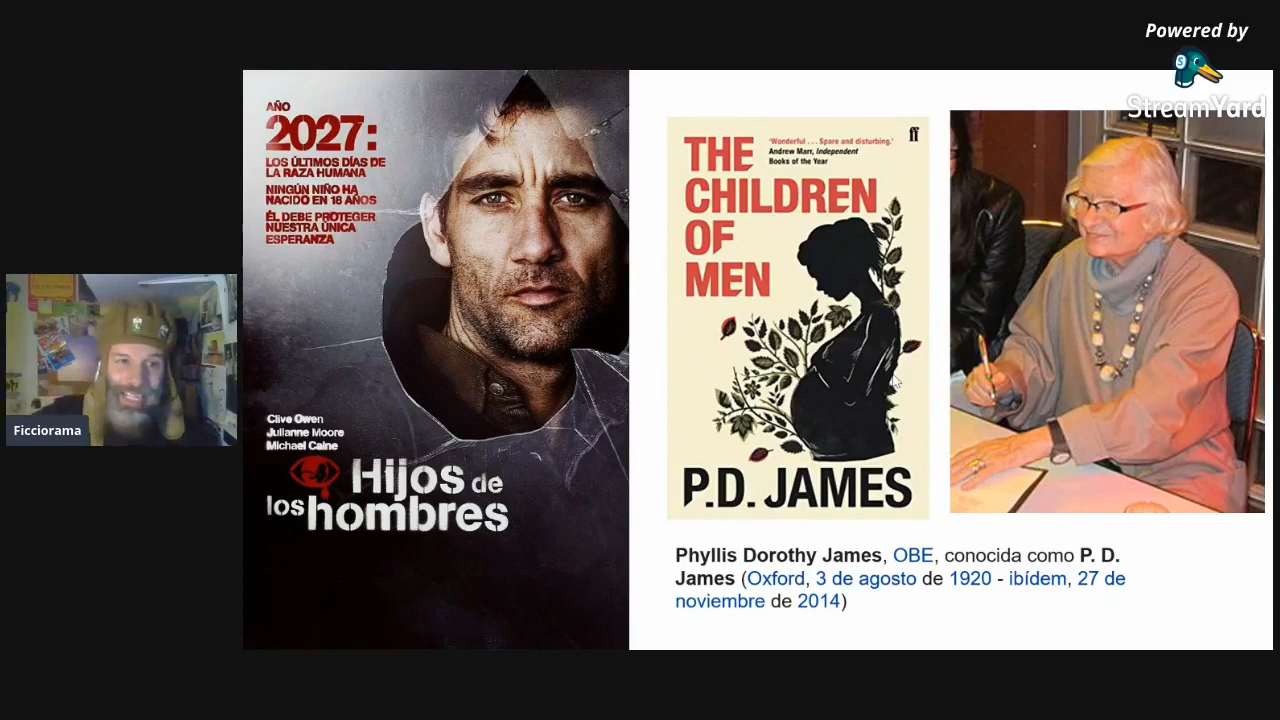 Powered by
StreamYard
AÑO
2027:
LOS ÚLTIMOS DÍAS DE
LA RAZA HUMANA
NINGÚN NIÑO HA
NACIDO EN 18 AÑOS
ÉL DEBE PROTEGER
NUESTRA ÚNICA
ESPERANZA
Clive Owen
Julianne Moore
Michael Caine
Hijos de
los hombres
THE
CHILDREN
OF
MEN
'Wonderful . . . Spare and disturbing.'
Andrew Marr, Independent
Books of the Year
ff
P.D. JAMES
Phyllis Dorothy James, OBE, conocida como P. D.
James (Oxford, 3 de agosto de 1920 - ibídem, 27 de
noviembre de 2014)
Ficciorama